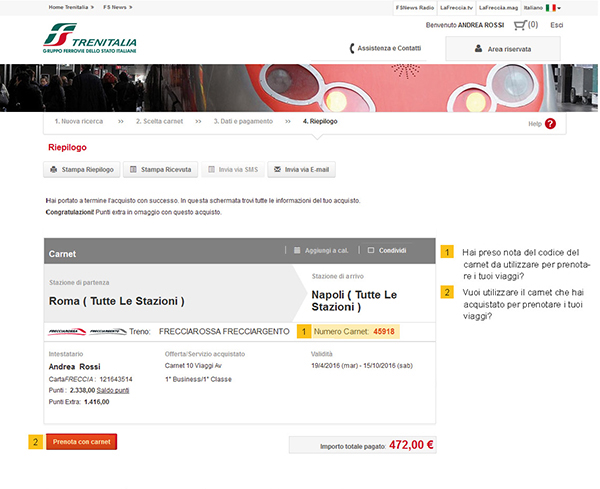 Home Trenitalia > FS News >
FSNews Radio LaFreccia.tv LaFreccia.mag Italiano
Benvenuto ANDREA ROSSI (0) Esci
TRENITALIA
GRUPPO FERROVIE DELLO STATO ITALIANE
Assistenza e Contatti Area riservata
1. Nuova ricerca >> 2. Scelta carnet >> 3. Dati e pagamento >> 4. Riepilogo
Help ?
Riepilogo
Stampa Riepilogo Stampa Ricevuta Invia via SMS Invia via E-mail
Hai portato a termine l'acquisto con successo. In questa schermata trovi tutte le informazioni del tuo acquisto.
Congratulazioni! Punti extra in omaggio con questo acquisto.
Carnet Aggiungi a cal. Condividi
Stazione di partenza
Roma ( Tutte Le Stazioni )
Stazione di arrivo
Napoli ( Tutte Le
Stazioni )
FRECCIAROSSA FRECCIARGENTO Treno: FRECCIAROSSA FRECCIARGENTO 1 Numero Carnet: 45918
Intestatario
Andrea Rossi
CartaFRECCIA : 121643514
Punti : 2.338,00 Saldo punti
Punti Extra: 1.416,00
Offerta\Servizio acquistato
Carnet 10 Viaggi Av
1° Business/1° Classe
Validità
19/4/2016 (mar) - 15/10/2016 (sab)
2 Prenota con carnet
Importo totale pagato: 472,00 €
1 Hai preso nota del codice del
carnet da utilizzare per prenota-
re i tuoi viaggi?
2 Vuoi utilizzare il carnet che hai
acquistato per prenotare i tuoi
viaggi?